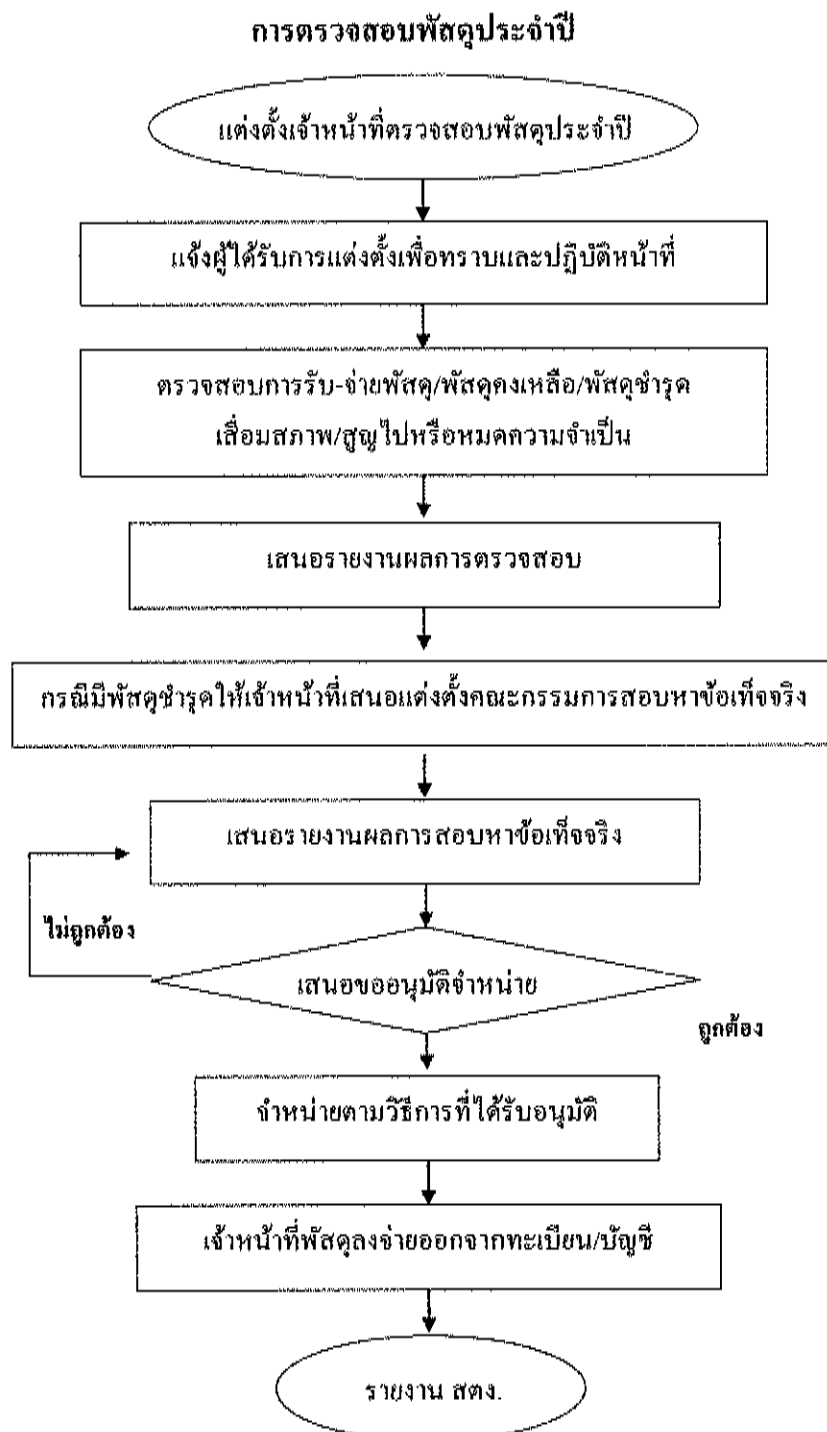 การตรวจสอบพัสดุประจำปี
แต่งตั้งเจ้าหน้าที่ตรวจสอบพัสดุประจำปี
แจ้งผู้ได้รับการแต่งตั้งเพื่อทราบและปฏิบัติหน้าที่
ตรวจสอบการรับ-จ่ายพัสดุ/พัสดุคงเหลือ/พัสดุชำรุด
เสื่อมสภาพ/สูญไปหรือหมดความจำเป็น
เสนอรายงานผลการตรวจสอบ
กรณีมีพัสดุชำรุดให้เจ้าหน้าที่เสนอแต่งตั้งคณะกรรมการสอบหาข้อเท็จจริง
เสนอรายงานผลการสอบหาข้อเท็จจริง
ไม่ถูกต้อง
เสนอขออนุมัติจำหน่าย
ถูกต้อง
จำหน่ายตามวิธีการที่ได้รับอนุมัติ
เจ้าหน้าที่พัสดุลงจ่ายออกจากทะเบียน/บัญชี
รายงาน สตง.